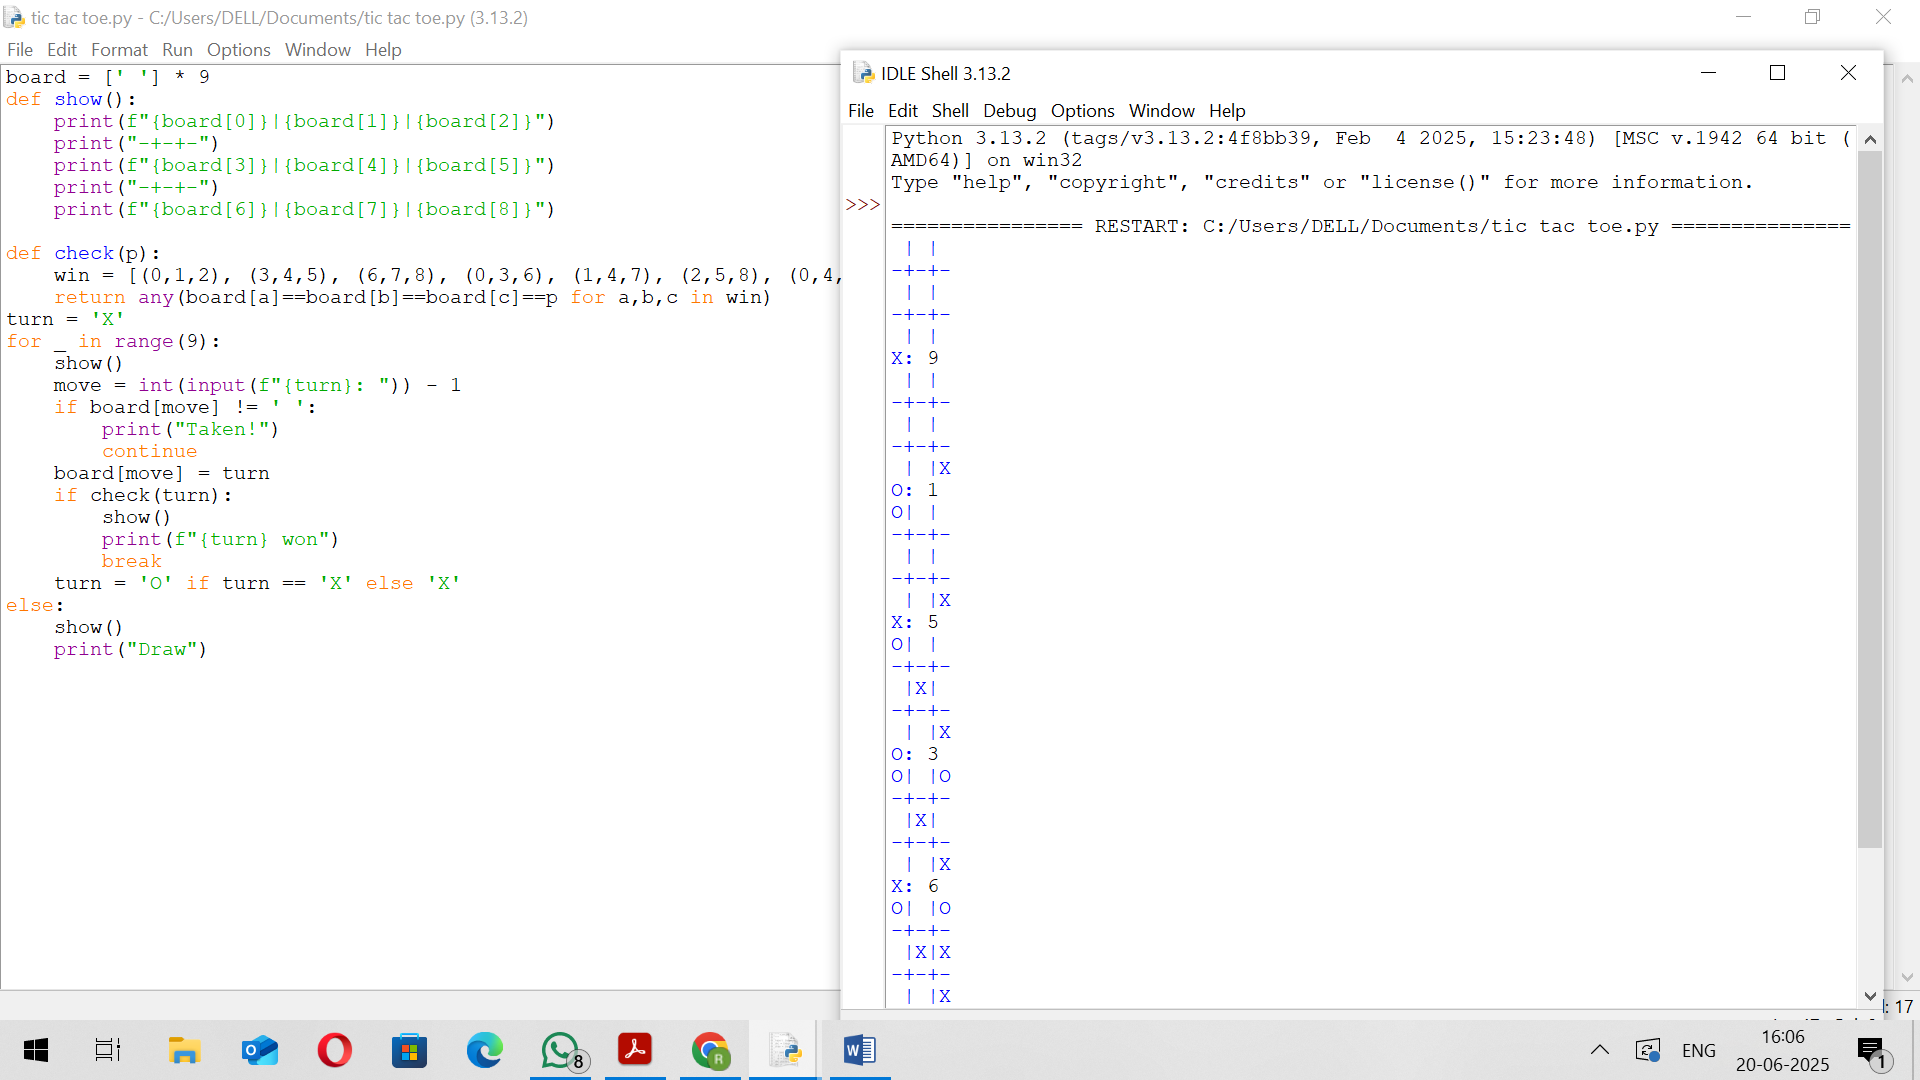 tic tac toe.py - C:/Users/DELL/Documents/tic tac toe.py (3.13.2)
File Edit Format Run Options Window Help
board = [' '] * 9
def show():
    print(f"{board[0]}|{board[1]}|{board[2]}")
    print("-+-+-")
    print(f"{board[3]}|{board[4]}|{board[5]}")
    print("-+-+-")
    print(f"{board[6]}|{board[7]}|{board[8]}")

def check(p):
    win = [(0,1,2), (3,4,5), (6,7,8), (0,3,6), (1,4,7), (2,5,8), (0,4,
    return any(board[a]==board[b]==board[c]==p for a,b,c in win)
turn = 'X'
for _ in range(9):
    show()
    move = int(input(f"{turn}: ")) - 1
    if board[move] != ' ':
        print("Taken!")
        continue
    board[move] = turn
    if check(turn):
        show()
        print(f"{turn} won")
        break
    turn = 'O' if turn == 'X' else 'X'
else:
    show()
    print("Draw")
IDLE Shell 3.13.2
File Edit Shell Debug Options Window Help
Python 3.13.2 (tags/v3.13.2:4f8bb39, Feb  4 2025, 15:23:48) [MSC v.1942 64 bit (
AMD64)] on win32
Type "help", "copyright", "credits" or "license()" for more information.
>>>
================ RESTART: C:/Users/DELL/Documents/tic tac toe.py ===============
 | |
-+-+-
 | |
-+-+-
 | |
X: 9
 | |
-+-+-
 | |
-+-+-
 | |X
O: 1
O| |
-+-+-
 | |
-+-+-
 | |X
X: 5
O| |
-+-+-
 |X|
-+-+-
 | |X
O: 3
O| |O
-+-+-
 |X|
-+-+-
 | |X
X: 6
O| |O
-+-+-
 |X|X
-+-+-
 | |X
: 17
8
R
ENG
16:06
20-06-2025
1